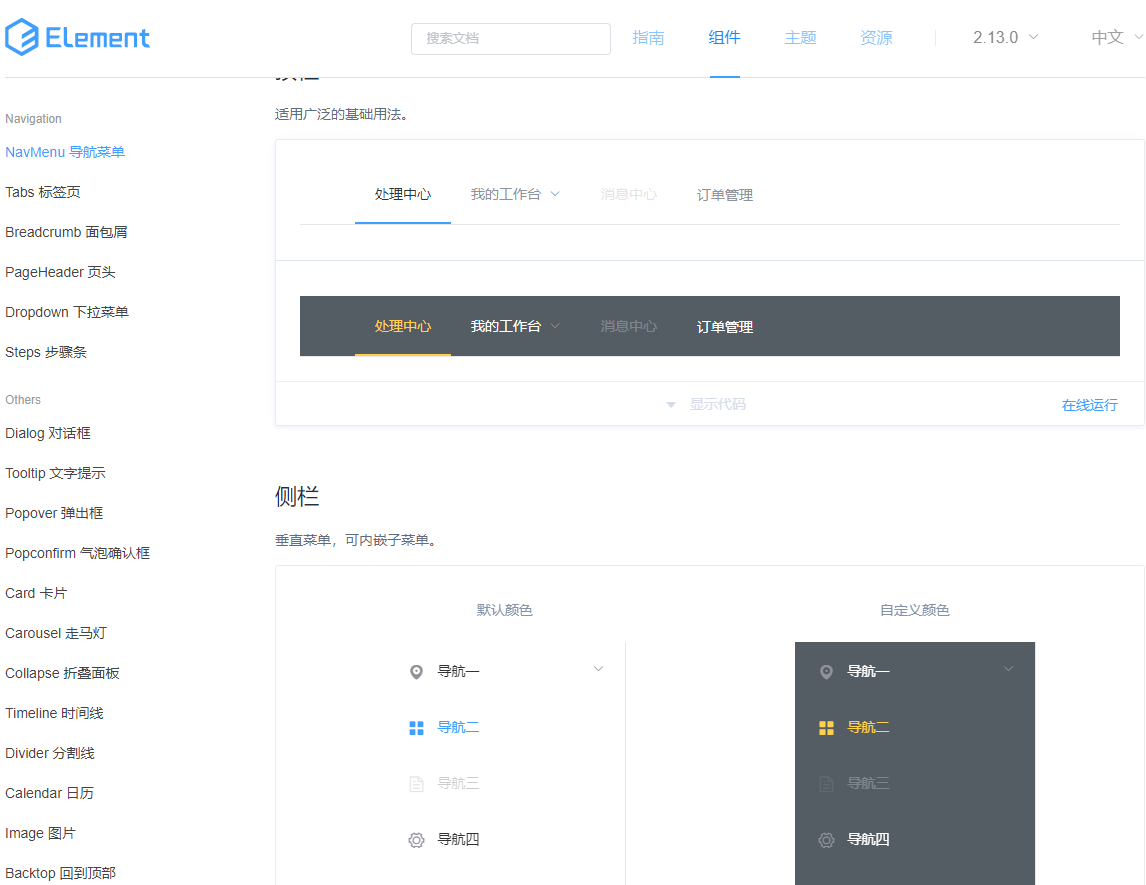 Element
搜索文档
指南
组件
主题
资源
2.13.0
中文
Navigation
NavMenu 导航菜单
Tabs 标签页
Breadcrumb 面包屑
PageHeader 页头
Dropdown 下拉菜单
Steps 步骤条
Others
Dialog 对话框
Tooltip 文字提示
Popover 弹出框
Popconfirm 气泡确认框
Card 卡片
Carousel 走马灯
Collapse 折叠面板
Timeline 时间线
Divider 分割线
Calendar 日历
Image 图片
Backtop 回到顶部
适用广泛的基础用法。
处理中心
我的工作台
消息中心
订单管理
处理中心
我的工作台
消息中心
订单管理
显示代码
在线运行
侧栏
垂直菜单，可内嵌子菜单。
默认颜色
导航一
导航二
导航三
导航四
自定义颜色
导航一
导航二
导航三
导航四